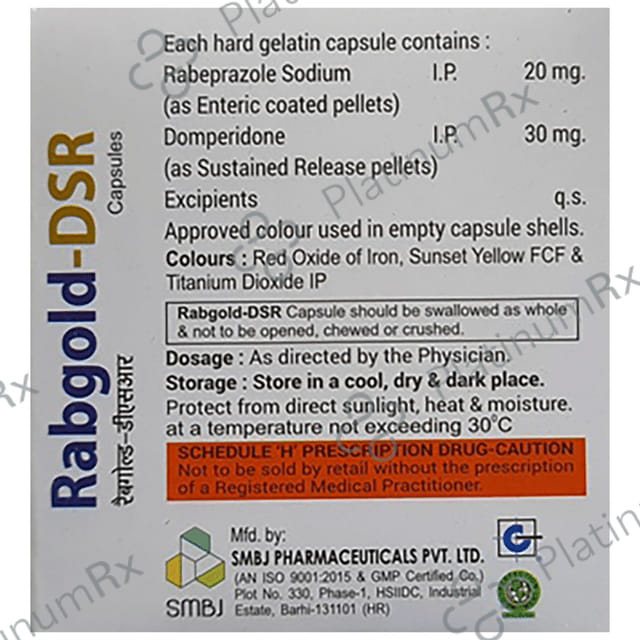 Rabgold-DSR
Capsules
रैबगोल्ड-डीएसआर
Each hard gelatin capsule contains :
Rabeprazole Sodium I.P. 20 mg.
(as Enteric coated pellets)
Domperidone I.P. 30 mg.
(as Sustained Release pellets)
Excipients q.s.
Approved colour used in empty capsule shells.
Colours : Red Oxide of Iron, Sunset Yellow FCF &
Titanium Dioxide IP
Rabgold-DSR Capsule should be swallowed as whole
& not to be opened, chewed or crushed.
Dosage : As directed by the Physician.
Storage : Store in a cool, dry & dark place.
Protect from direct sunlight, heat & moisture.
at a temperature not exceeding 30°C
SCHEDULE 'H' PRESCRIPTION DRUG-CAUTION
Not to be sold by retail without the prescription
of a Registered Medical Practitioner.
Mfd. by:
SMBJ PHARMACEUTICALS PVT. LTD.
(AN ISO 9001:2015 & GMP Certified Co.)
Plot No. 330, Phase-1, HSIIDC, Industrial
Estate, Barhi-131101 (HR)
SMBJ
PlatinumRx
PlatinumRx
PlatinumRx
PlatinumRx